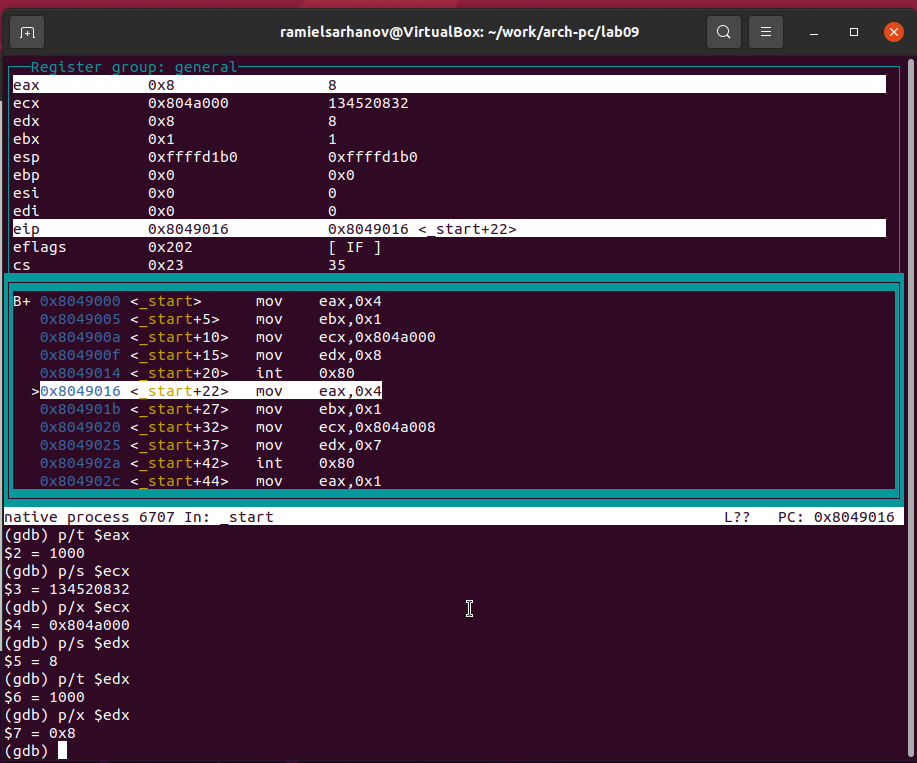 ramielsarhanov@VirtualBox: ~/work/arch-pc/lab09
Register group: general
eax 0x8 8
ecx 0x804a000 134520832
edx 0x8 8
ebx 0x1 1
esp 0xffffd1b0 0xffffd1b0
ebp 0x0 0x0
esi 0x0 0
edi 0x0 0
eip 0x8049016 0x8049016 <_start+22>
eflags 0x202 [ IF ]
cs 0x23 35
B+ 0x8049000 <_start> mov eax,0x4
0x8049005 <_start+5> mov ebx,0x1
0x804900a <_start+10> mov ecx,0x804a000
0x804900f <_start+15> mov edx,0x8
0x8049014 <_start+20> int 0x80
>0x8049016 <_start+22> mov eax,0x4
0x804901b <_start+27> mov ebx,0x1
0x8049020 <_start+32> mov ecx,0x804a008
0x8049025 <_start+37> mov edx,0x7
0x804902a <_start+42> int 0x80
0x804902c <_start+44> mov eax,0x1
native process 6707 In: _start L?? PC: 0x8049016
(gdb) p/t $eax
$2 = 1000
(gdb) p/s $ecx
$3 = 134520832
(gdb) p/x $ecx
$4 = 0x804a000
(gdb) p/s $edx
$5 = 8
(gdb) p/t $edx
$6 = 1000
(gdb) p/x $edx
$7 = 0x8
(gdb)